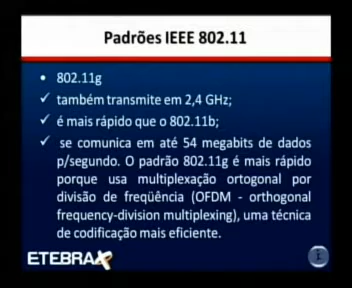 Padrões IEEE 802.11
• 802.11g
✓ também transmite em 2,4 GHz;
✓ é mais rápido que o 802.11b;
✓ se comunica em até 54 megabits de dados
p/segundo. O padrão 802.11g é mais rápido
porque usa multiplexação ortogonal por
divisão de freqüência (OFDM - orthogonal
frequency-division multiplexing), uma técnica
de codificação mais eficiente.
ETEBRAX